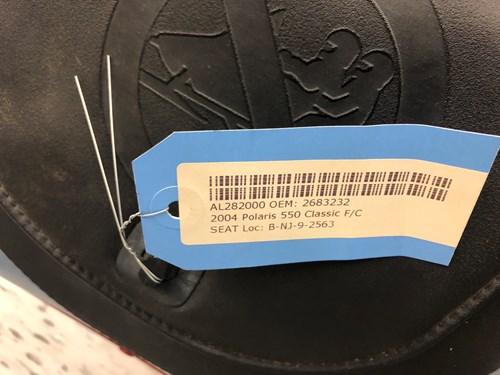 AL282000 OEM: 2683232
2004 Polaris 550 Classic F/C
SEAT Loc: B-NJ-9-2563